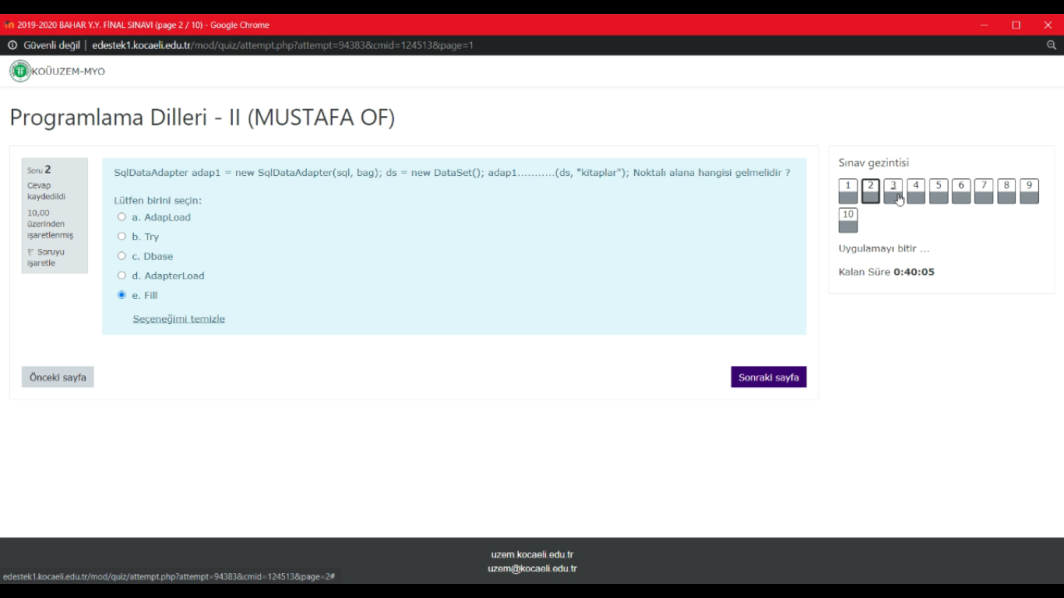 2019-2020 BAHAR Y.Y. FİNAL SINAVI (page 2 / 10) - Google Chrome
Güvenli değil | edestek1.kocaeli.edu.tr/mod/quiz/attempt.php?attempt=94383&cmid=124513&page=1
KOÜUZEM-MYO
Programlama Dilleri - II (MUSTAFA OF)
Soru 2
Cevap
kaydedildi
10,00
üzerinden
işaretlenmiş
Soruyu
işaretle
SqlDataAdapter adap1 = new SqlDataAdapter(sql, bag); ds = new DataSet(); adap1...........(ds, "kitaplar"); Noktalı alana hangisi gelmelidir ?
Lütfen birini seçin:
a. AdapLoad
b. Try
c. Dbase
d. AdapterLoad
e. Fill
Seçeneğimi temizle
Önceki sayfa
Sonraki sayfa
Sınav gezintisi
1 2 3 4 5 6 7 8 9
10
Uygulamayı bitir ...
Kalan Süre 0:40:05
uzem.kocaeli.edu.tr
uzem@kocaeli.edu.tr
edestek1.kocaeli.edu.tr/mod/quiz/attempt.php?attempt=94383&cmid=124513&page=2#